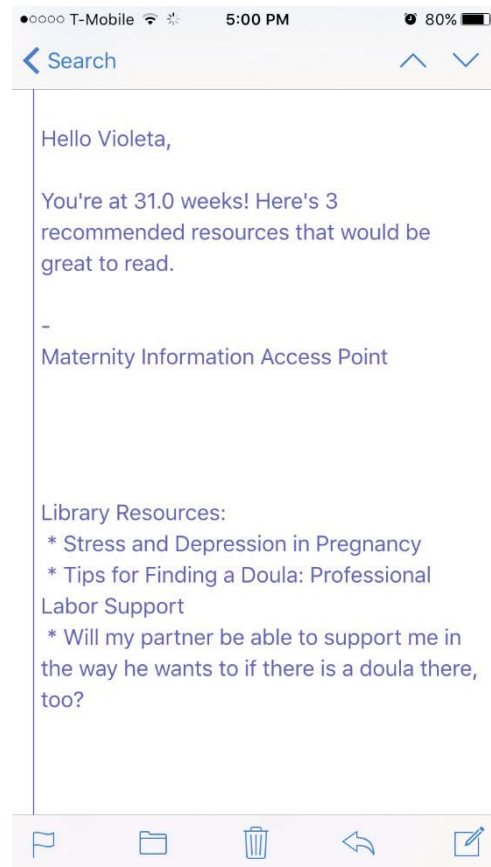 T-Mobile 5:00 PM 80%
Search
Hello Violeta,
You're at 31.0 weeks! Here's 3
recommended resources that would be
great to read.
-
Maternity Information Access Point
Library Resources:
* Stress and Depression in Pregnancy
* Tips for Finding a Doula: Professional
Labor Support
* Will my partner be able to support me in
the way he wants to if there is a doula there,
too?